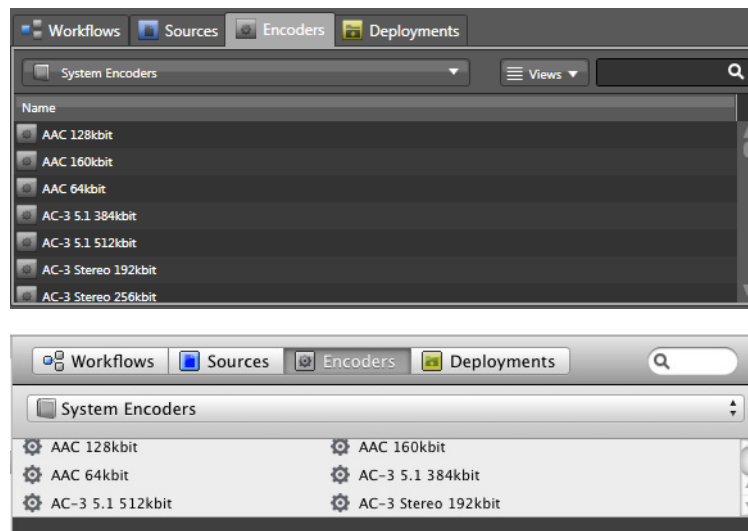 Workflows Sources Encoders Deployments
System Encoders Views
Name
AAC 128kbit
AAC 160kbit
AAC 64kbit
AC-3 5.1 384kbit
AC-3 5.1 512kbit
AC-3 Stereo 192kbit
AC-3 Stereo 256kbit
Workflows Sources Encoders Deployments
System Encoders
AAC 128kbit AAC 160kbit
AAC 64kbit AC-3 5.1 384kbit
AC-3 5.1 512kbit AC-3 Stereo 192kbit